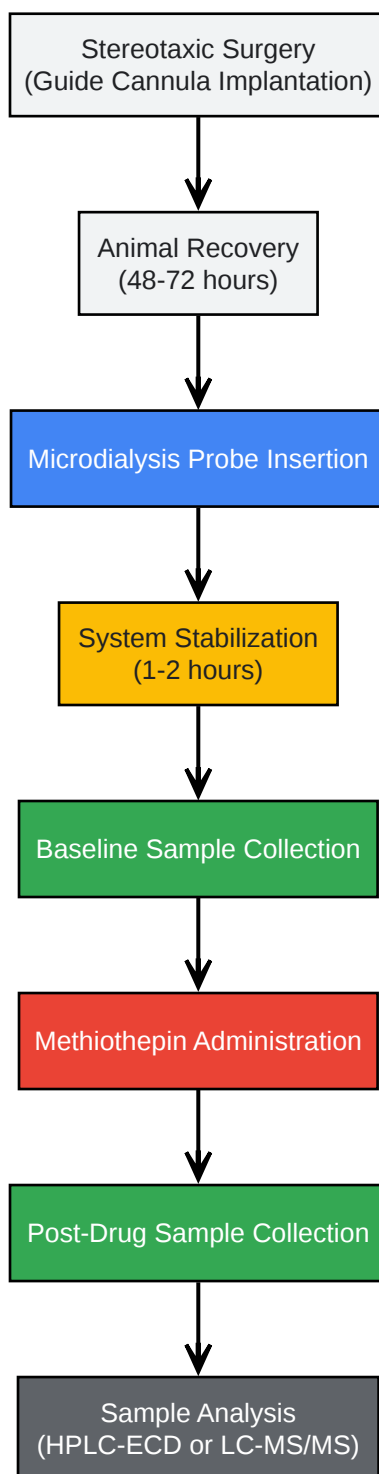 Stereotaxic Surgery
(Guide Cannula Implantation)
Animal Recovery
(48-72 hours)
Microdialysis Probe Insertion
System Stabilization
(1-2 hours)
Baseline Sample Collection
Methiothepin Administration
Post-Drug Sample Collection
Sample Analysis
(HPLC-ECD or LC-MS/MS)